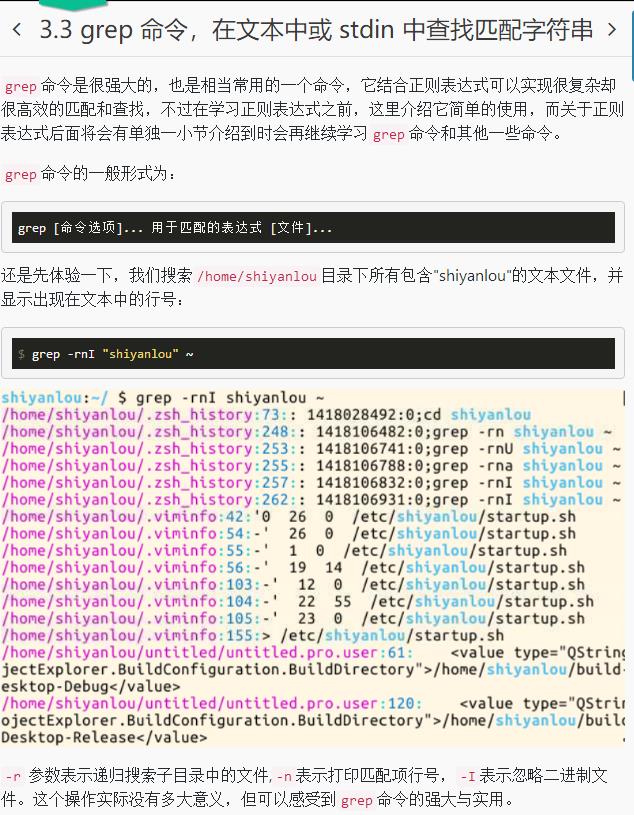 3.3 grep 命令，在文本中或 stdin 中查找匹配字符串
grep 命令是很强大的，也是相当常用的一个命令，它结合正则表达式可以实现很复杂却
很高效的匹配和查找，不过在学习正则表达式之前，这里介绍它简单的使用，而关于正则
表达式后面将会有单独一小节介绍到时会再继续学习 grep 命令和其他一些命令。
grep 命令的一般形式为：
grep [命令选项]... 用于匹配的表达式 [文件]...
还是先体验一下，我们搜索 /home/shiyanlou 目录下所有包含"shiyanlou"的文本文件，并
显示出现在文本中的行号：
$ grep -rnI "shiyanlou" ~
shiyanlou:~/ $ grep -rnI shiyanlou ~
/home/shiyanlou/.zsh_history:73:: 1418028492:0;cd shiyanlou
/home/shiyanlou/.zsh_history:248:: 1418106482:0;grep -rn shiyanlou ~
/home/shiyanlou/.zsh_history:253:: 1418106741:0;grep -rnU shiyanlou ~
/home/shiyanlou/.zsh_history:255:: 1418106788:0;grep -rna shiyanlou ~
/home/shiyanlou/.zsh_history:257:: 1418106832:0;grep -rnI shiyanlou ~
/home/shiyanlou/.zsh_history:262:: 1418106931:0;grep -rnI shiyanlou ~
/home/shiyanlou/.viminfo:42:'0  26  0  /etc/shiyanlou/startup.sh
/home/shiyanlou/.viminfo:54:-'  26  0  /etc/shiyanlou/startup.sh
/home/shiyanlou/.viminfo:55:-'  1  0  /etc/shiyanlou/startup.sh
/home/shiyanlou/.viminfo:56:-'  19  14  /etc/shiyanlou/startup.sh
/home/shiyanlou/.viminfo:103:-'  12  0  /etc/shiyanlou/startup.sh
/home/shiyanlou/.viminfo:104:-'  22  55  /etc/shiyanlou/startup.sh
/home/shiyanlou/.viminfo:105:-'  23  0  /etc/shiyanlou/startup.sh
/home/shiyanlou/.viminfo:155:> /etc/shiyanlou/startup.sh
/home/shiyanlou/untitled/untitled.pro.user:61:    <value type="QString
jectExplorer.BuildConfiguration.BuildDirectory">/home/shiyanlou/build-
esktop-Debug</value>
/home/shiyanlou/untitled/untitled.pro.user:120:    <value type="QStrin
ojectExplorer.BuildConfiguration.BuildDirectory">/home/shiyanlou/build
Desktop-Release</value>
-r 参数表示递归搜索子目录中的文件,-n 表示打印匹配项行号，-I 表示忽略二进制文
件。这个操作实际没有多大意义，但可以感受到 grep 命令的强大与实用。